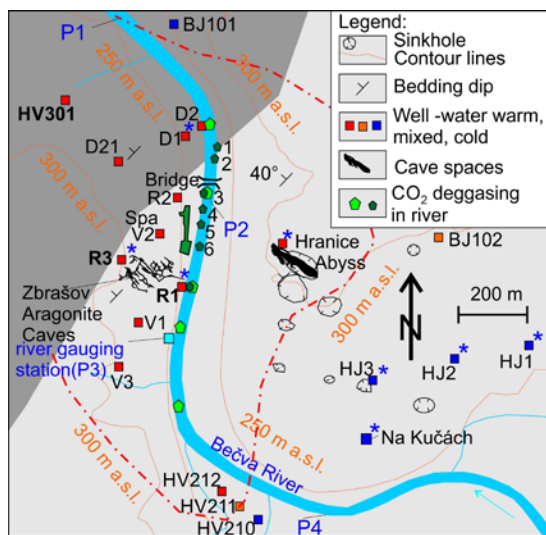 P1
BJ101
250 m a.s.l.
300 m a.s.l.
HV301
D2
*
D1
D21
1
2
Bridge
3
R2
4
P2
Spa
V2
5
6
40°
*
Hranice
Abyss
*
R3
*
R1
Zbrašov
Aragonite
Caves
V1
river gauging
station(P3)
V3
300 m a.s.l.
300 m a.s.l.
250 m a.s.l.
300 m a.s.l.
Bečva River
HV212
HV211
HV210
P4
Legend:
Sinkhole
Contour lines
Bedding dip
Well -water warm,
mixed, cold
Cave spaces
CO2 deggasing
in river
BJ102
N
200 m
*
HJ1
*
HJ2
*
HJ3
*
Na Kučách